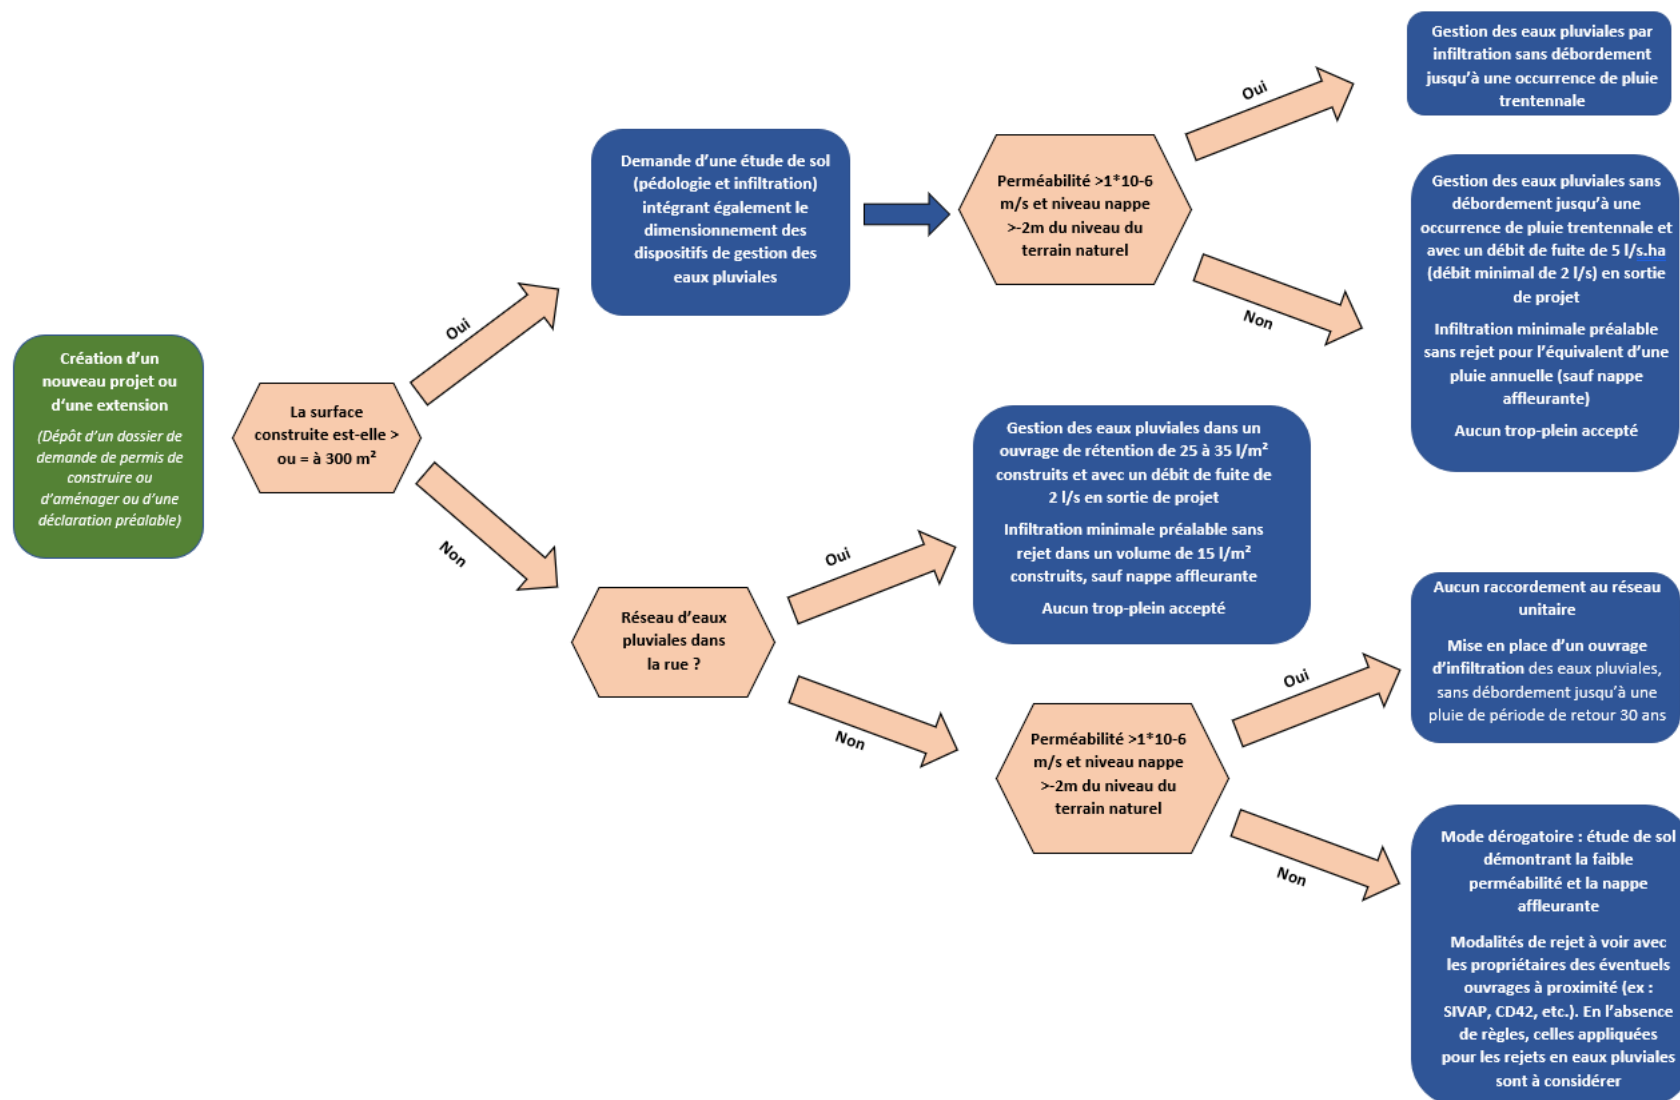 Création d'un
nouveau projet ou
d'une extension
(Dépôt d'un dossier de
demande de permis de
construire ou
d'aménager ou d'une
déclaration préalable)
La surface
construite est-elle >
ou = à 300 m²
Oui
Non
Demande d'une étude de sol
(pédologie et infiltration)
intégrant également le
dimensionnement des
dispositifs de gestion des
eaux pluviales
Perméabilité >1*10-6
m/s et niveau nappe
>-2m du niveau du
terrain naturel
Oui
Non
Gestion des eaux pluviales par
infiltration sans débordement
jusqu'à une occurrence de pluie
trentennale
Gestion des eaux pluviales sans
débordement jusqu'à une
occurrence de pluie trentennale et
avec un débit de fuite de 5 l/s.ha
(débit minimal de 2 l/s) en sortie
de projet
Infiltration minimale préalable
sans rejet pour l'équivalent d'une
pluie annuelle (sauf nappe
affleurante)
Aucun trop-plein accepté
Réseau d'eaux
pluviales dans
la rue ?
Oui
Non
Gestion des eaux pluviales dans un
ouvrage de rétention de 25 à 35 l/m²
construits et avec un débit de fuite de
2 l/s en sortie de projet
Infiltration minimale préalable sans
rejet dans un volume de 15 l/m²
construits, sauf nappe affleurante
Aucun trop-plein accepté
Perméabilité >1*10-6
m/s et niveau nappe
>-2m du niveau du
terrain naturel
Oui
Non
Aucun raccordement au réseau
unitaire
Mise en place d'un ouvrage
d'infiltration des eaux pluviales,
sans débordement jusqu'à une
pluie de période de retour 30 ans
Mode dérogatoire : étude de sol
démontrant la faible
perméabilité et la nappe
affleurante
Modalités de rejet à voir avec
les propriétaires des éventuels
ouvrages à proximité (ex :
SIVAP, CD42, etc.). En l'absence
de règles, celles appliquées
pour les rejets en eaux pluviales
sont à considérer